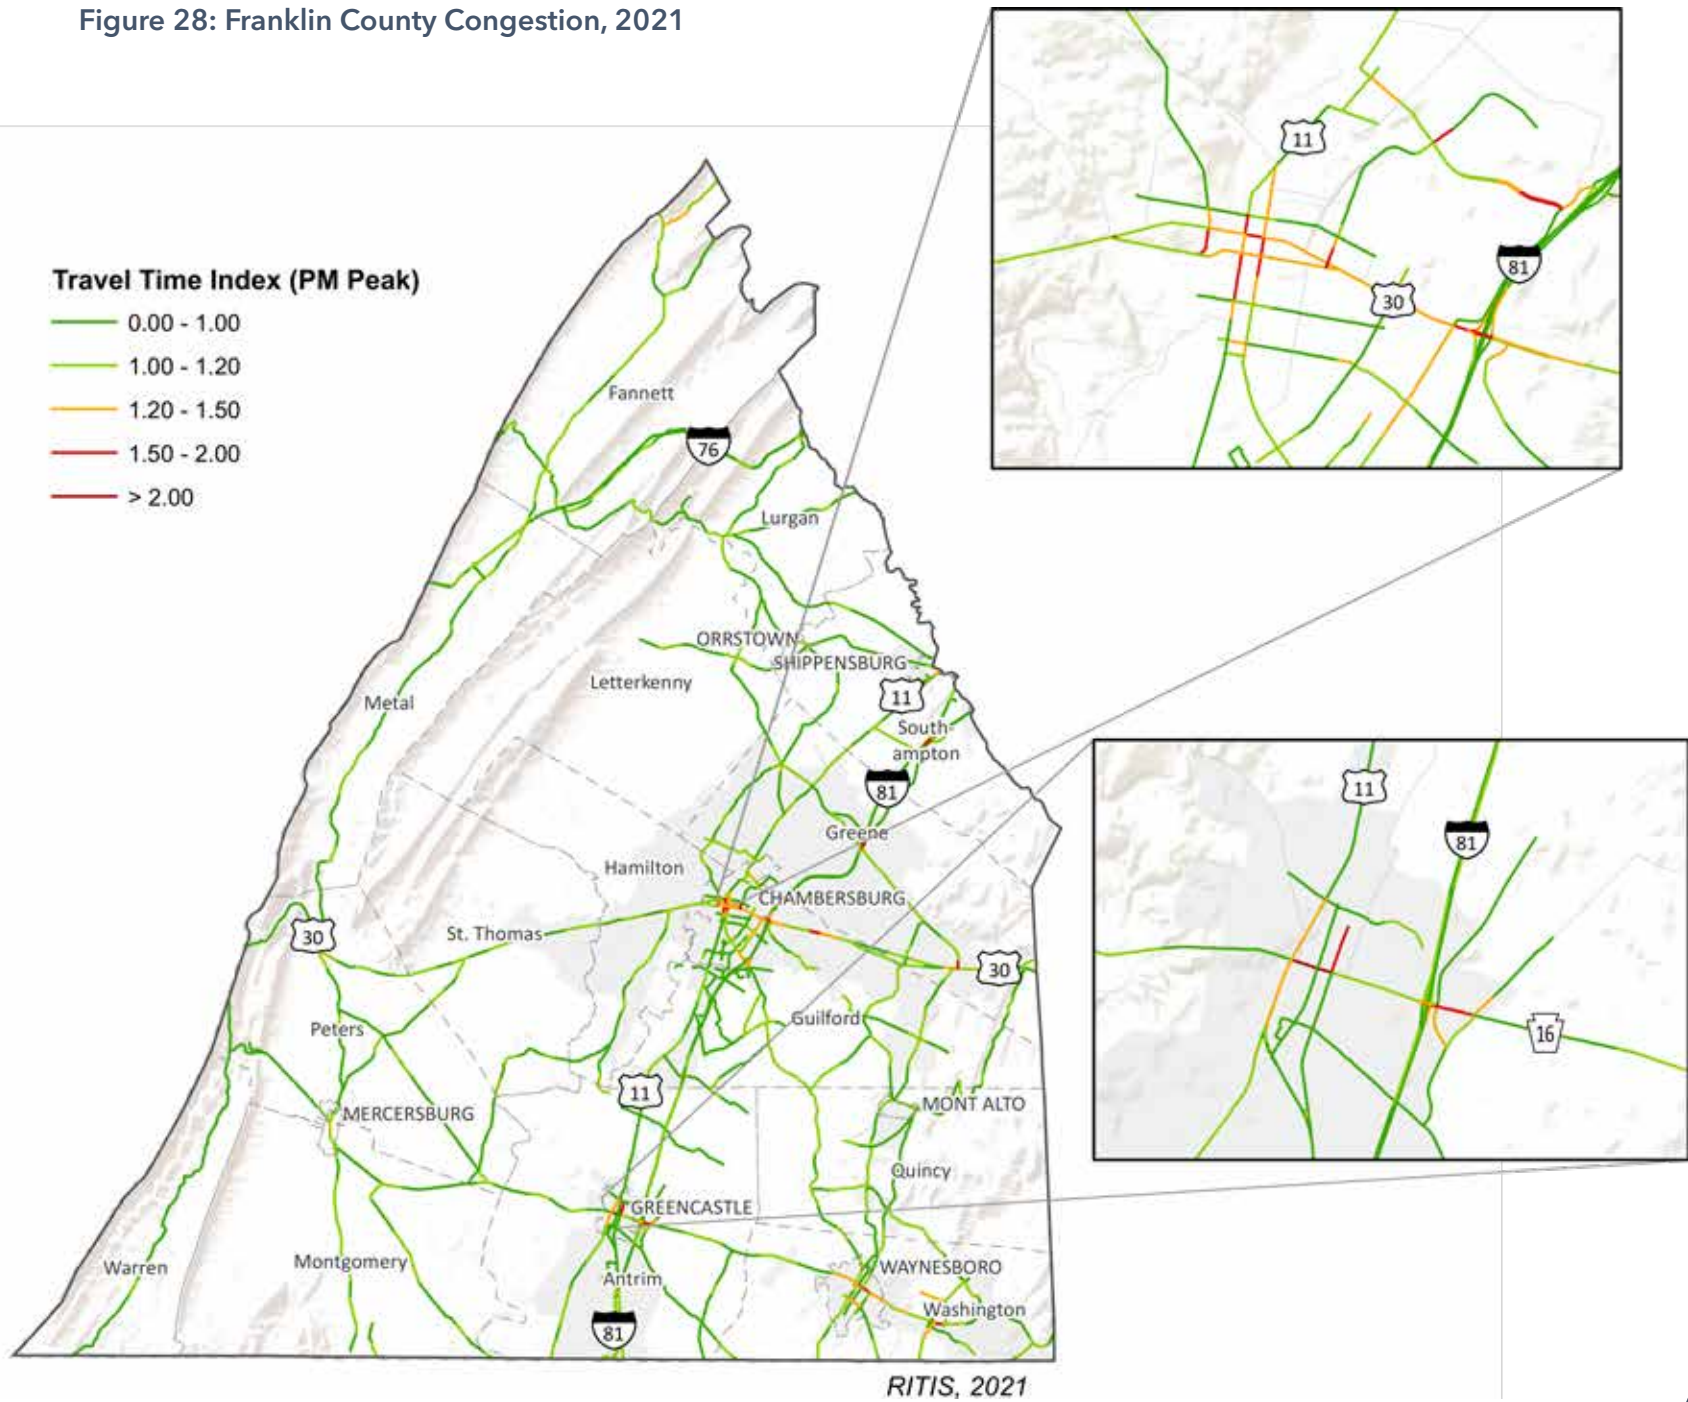 Figure 28: Franklin County Congestion, 2021
11
81
30
Travel Time Index (PM Peak)
0.00 - 1.00
1.00 - 1.20
1.20 - 1.50
1.50 - 2.00
> 2.00
Fannett
76
Lurgan
ORRSTOWN
SHIPPENSBURG
Letterkenny
11
Metal
South-
ampton
81
Greene
Hamilton
CHAMBERSBURG
30
St. Thomas
30
Peters
Guilford
11
MERCERSBURG
MONT ALTO
Quincy
GREENCASTLE
Warren
Montgomery
Antrim
WAYNESBORO
Washington
81
11
81
16
RITIS, 2021